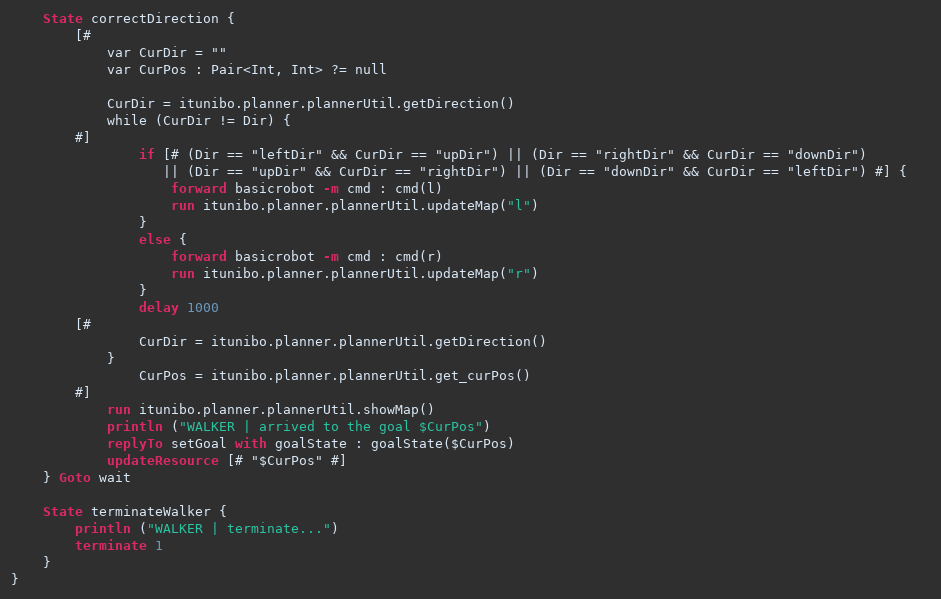 State correctDirection {
[#
var CurDir = ""
var CurPos : Pair<Int, Int> ?= null
CurDir = itunibo.planner.plannerUtil.getDirection()
while (CurDir != Dir) {
#]
if [# (Dir == "leftDir" && CurDir == "upDir") || (Dir == "rightDir" && CurDir == "downDir")
|| (Dir == "upDir" && CurDir == "rightDir") || (Dir == "downDir" && CurDir == "leftDir") #] {
forward basicrobot -m cmd : cmd(l)
run itunibo.planner.plannerUtil.updateMap("l")
}
else {
forward basicrobot -m cmd : cmd(r)
run itunibo.planner.plannerUtil.updateMap("r")
}
delay 1000
[#
CurDir = itunibo.planner.plannerUtil.getDirection()
}
CurPos = itunibo.planner.plannerUtil.get_curPos()
#]
run itunibo.planner.plannerUtil.showMap()
println ("WALKER | arrived to the goal $CurPos")
replyTo setGoal with goalState : goalState($CurPos)
updateResource [# "$CurPos" #]
} Goto wait
State terminateWalker {
println ("WALKER | terminate...")
terminate 1
}
}